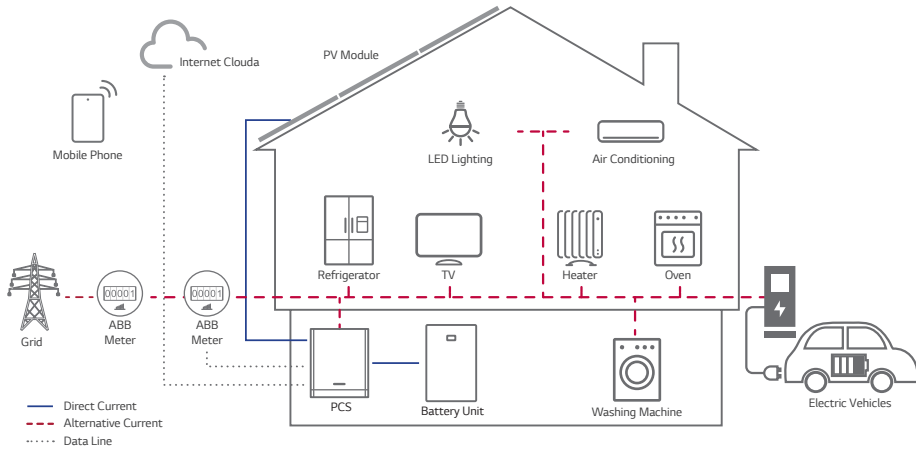 Internet Clouda
PV Module
Mobile Phone
LED Lighting
Air Conditioning
Refrigerator
TV
Heater
Oven
00001
00001
Grid
ABB
Meter
ABB
Meter
PCS
Battery Unit
Washing Machine
Electric Vehicles
Direct Current
Alternative Current
Data Line